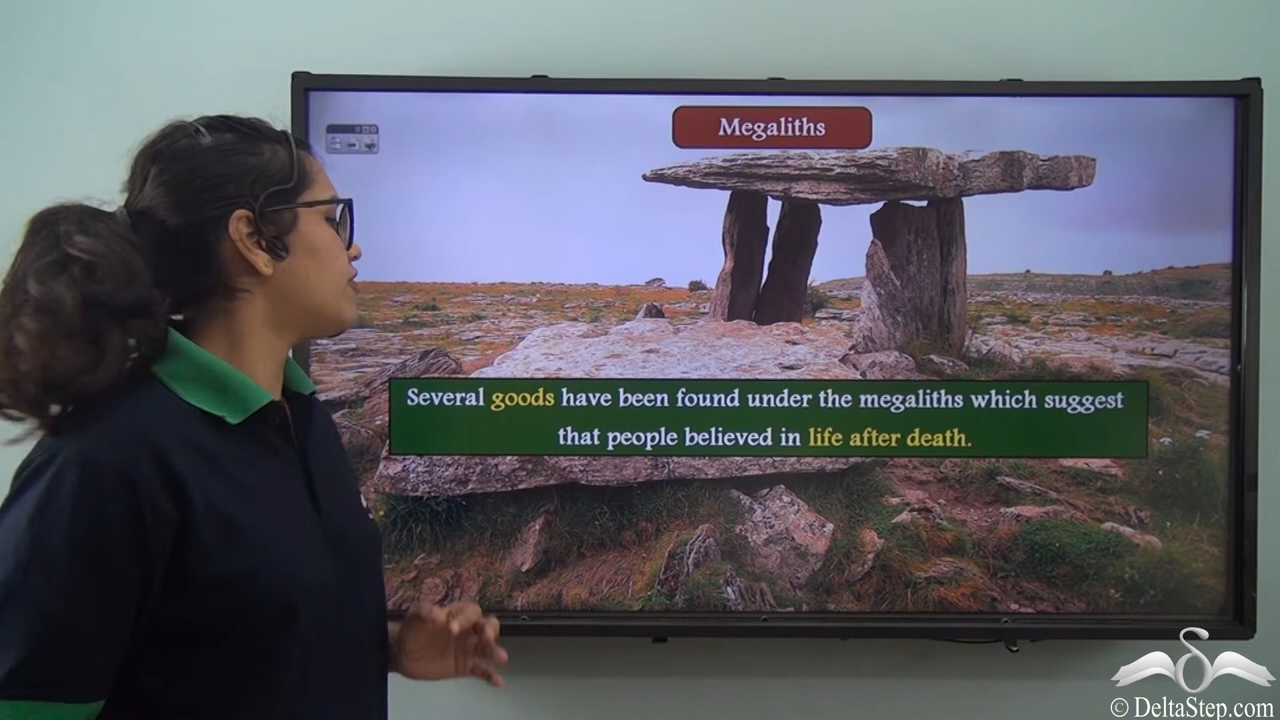 Megaliths
Several goods have been found under the megaliths which suggest
that people believed in life after death.
© DeltaStep.com